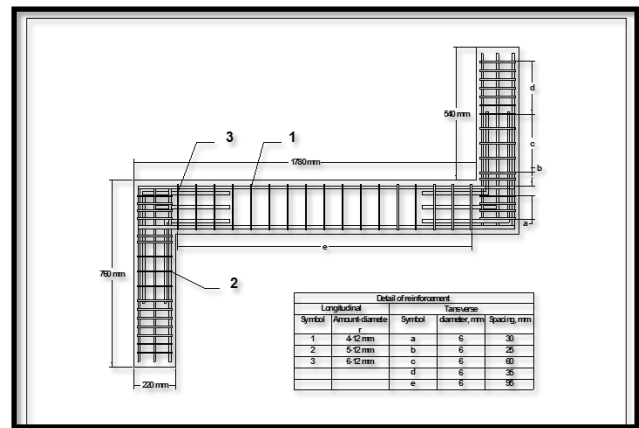 540 mm
d
3
1
c
1780 mm
b
a
e
760 mm
2
220 mm
Detail of reinforcement
Longitudinal Tansverse
Symbol Amount-diamete r Symbol diameter, mm Spacing, mm
1 4-12 mm a 6 30
2 5-12 mm b 6 25
3 6-12 mm c 6 60
d 6 35
e 6 95